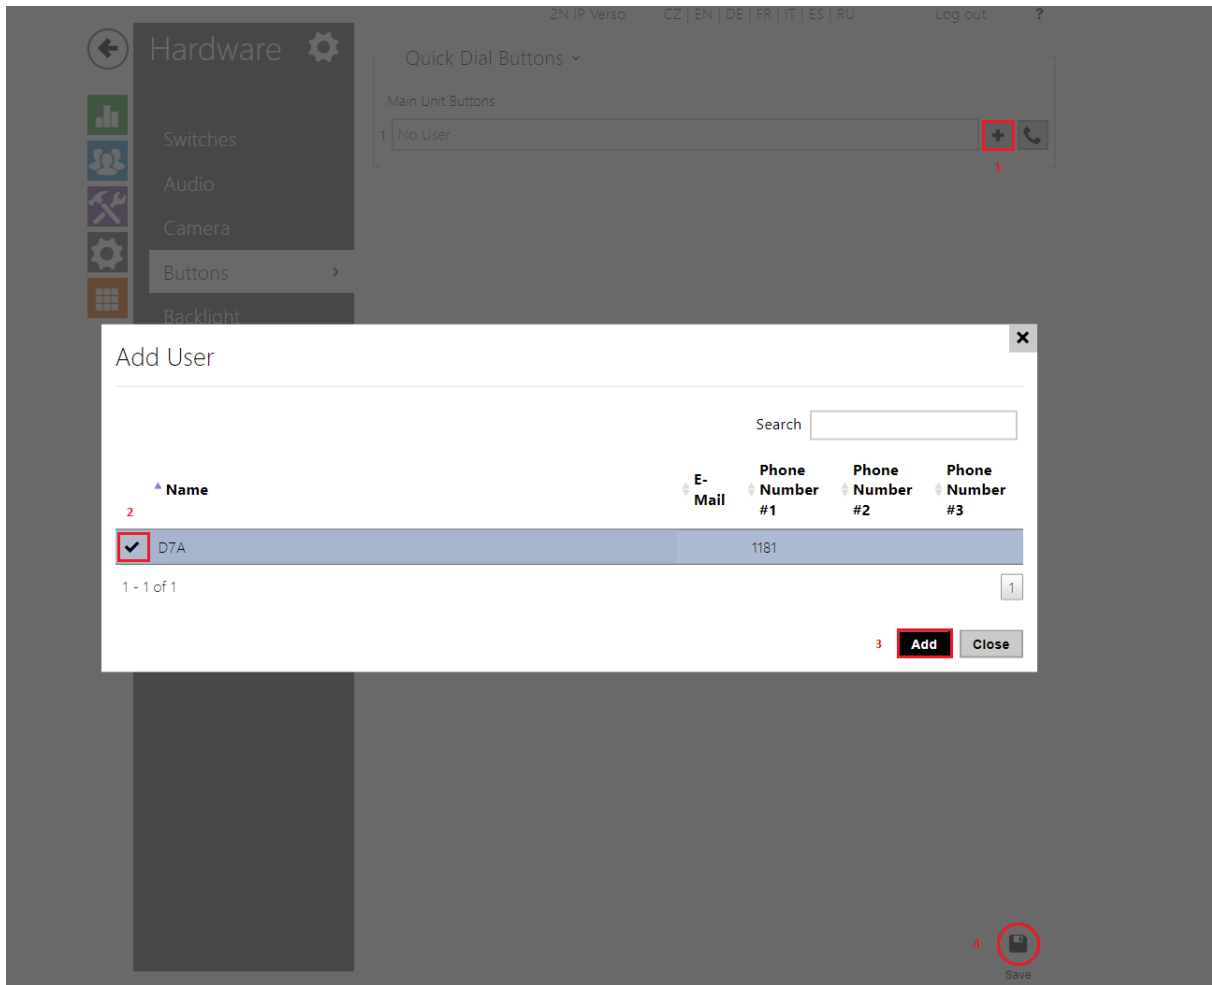 2N IP Verso CZ | EN | DE | FR | IT | ES | RU Log out ?
Hardware
Quick Dial Buttons
Main Unit Buttons
1 No User
1
Switches
Audio
Camera
Buttons
Backlight
Add User
Search
Name
E-Mail
Phone Number #1
Phone Number #2
Phone Number #3
2
D7A 1181
1 - 1 of 1
1
3 Add Close
4
Save